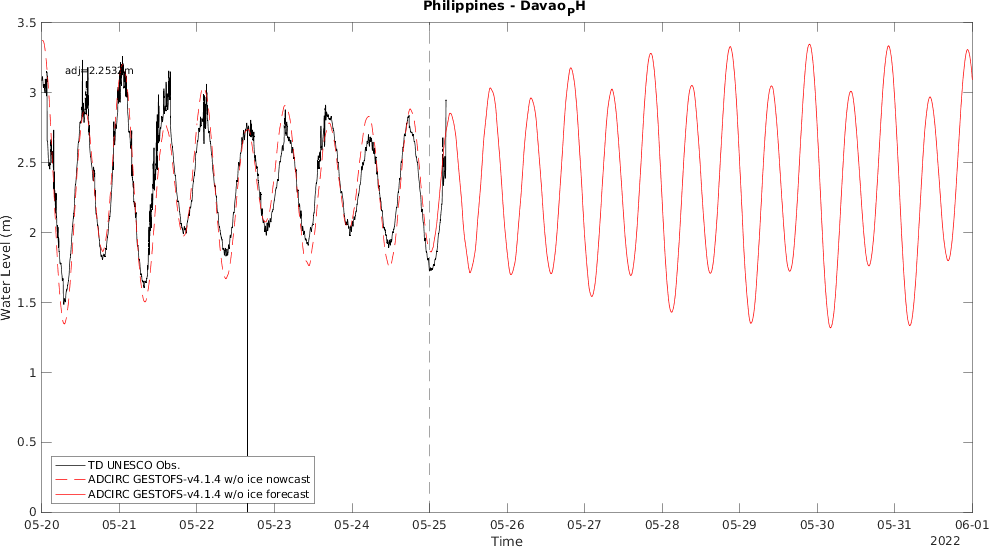 Philippines - DavaoPH
3.5
adj=2.2532m
3
2.5
2
1.5
1
0.5
0
Water Level (m)
TD UNESCO Obs.
ADCIRC GESTOFS-v4.1.4 w/o ice nowcast
ADCIRC GESTOFS-v4.1.4 w/o ice forecast
05-20 05-21 05-22 05-23 05-24 05-25 05-26 05-27 05-28 05-29 05-30 05-31 06-01
Time
2022